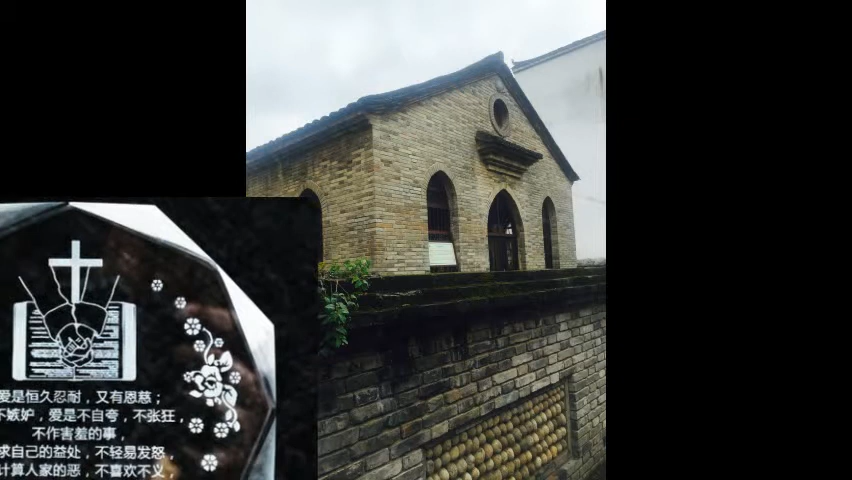 爱是恒久忍耐，又有恩慈；
不嫉妒，爱是不自夸，不张狂，
不作害羞的事，
求自己的益处，不轻易发怒，
计算人家的恶，不喜欢不义，